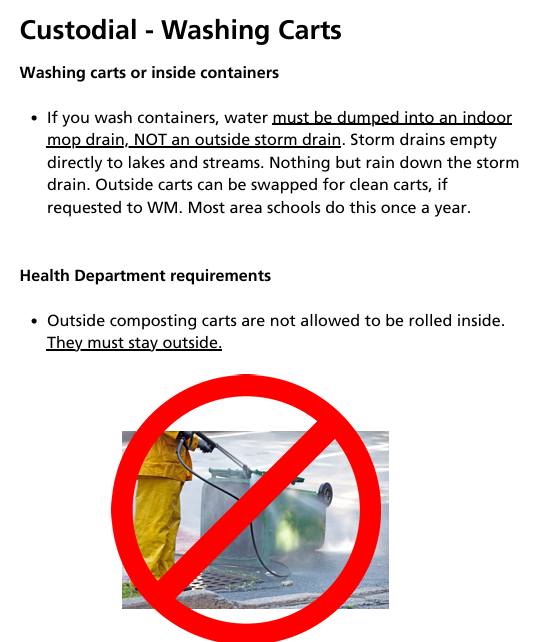 Custodial - Washing Carts
Washing carts or inside containers
• If you wash containers, water must be dumped into an indoor
mop drain, NOT an outside storm drain. Storm drains empty
directly to lakes and streams. Nothing but rain down the storm
drain. Outside carts can be swapped for clean carts, if
requested to WM. Most area schools do this once a year.
Health Department requirements
• Outside composting carts are not allowed to be rolled inside.
They must stay outside.